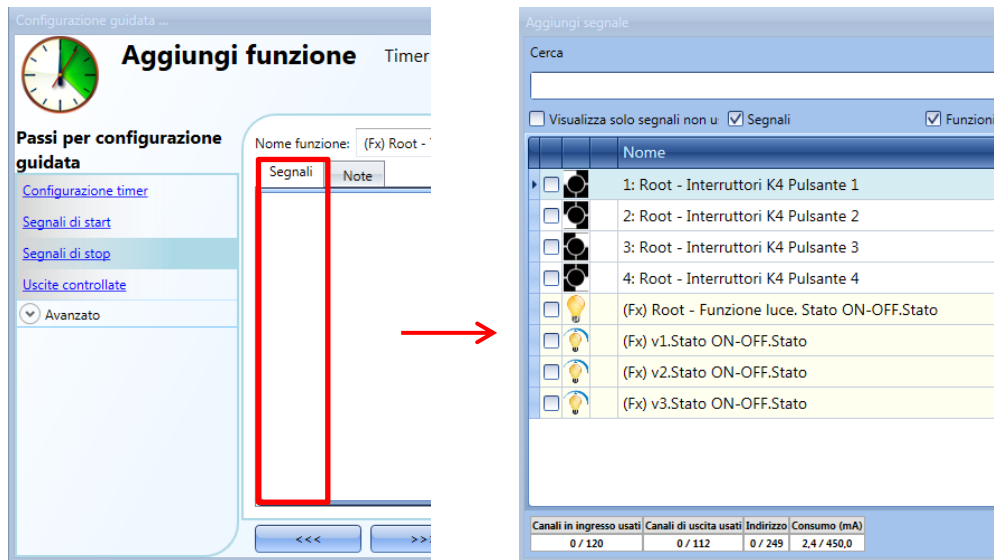 Configurazione guidata ...
Aggiungi funzione Timer
Passi per configurazione
guidata
Configurazione timer
Segnali di start
Segnali di stop
Uscite controllate
Avanzato
Nome funzione: (Fx) Root -
Segnali Note
<<< >>
Aggiungi segnale
Cerca
Visualizza solo segnali non u Segnali Funzioni
Nome
1: Root - Interruttori K4 Pulsante 1
2: Root - Interruttori K4 Pulsante 2
3: Root - Interruttori K4 Pulsante 3
4: Root - Interruttori K4 Pulsante 4
(Fx) Root - Funzione luce. Stato ON-OFF.Stato
(Fx) v1.Stato ON-OFF.Stato
(Fx) v2.Stato ON-OFF.Stato
(Fx) v3.Stato ON-OFF.Stato
Canali in ingresso usati Canali di uscita usati Indirizzo Consumo (mA)
0 / 120 0 / 112 0 / 249 2,4 / 450,0